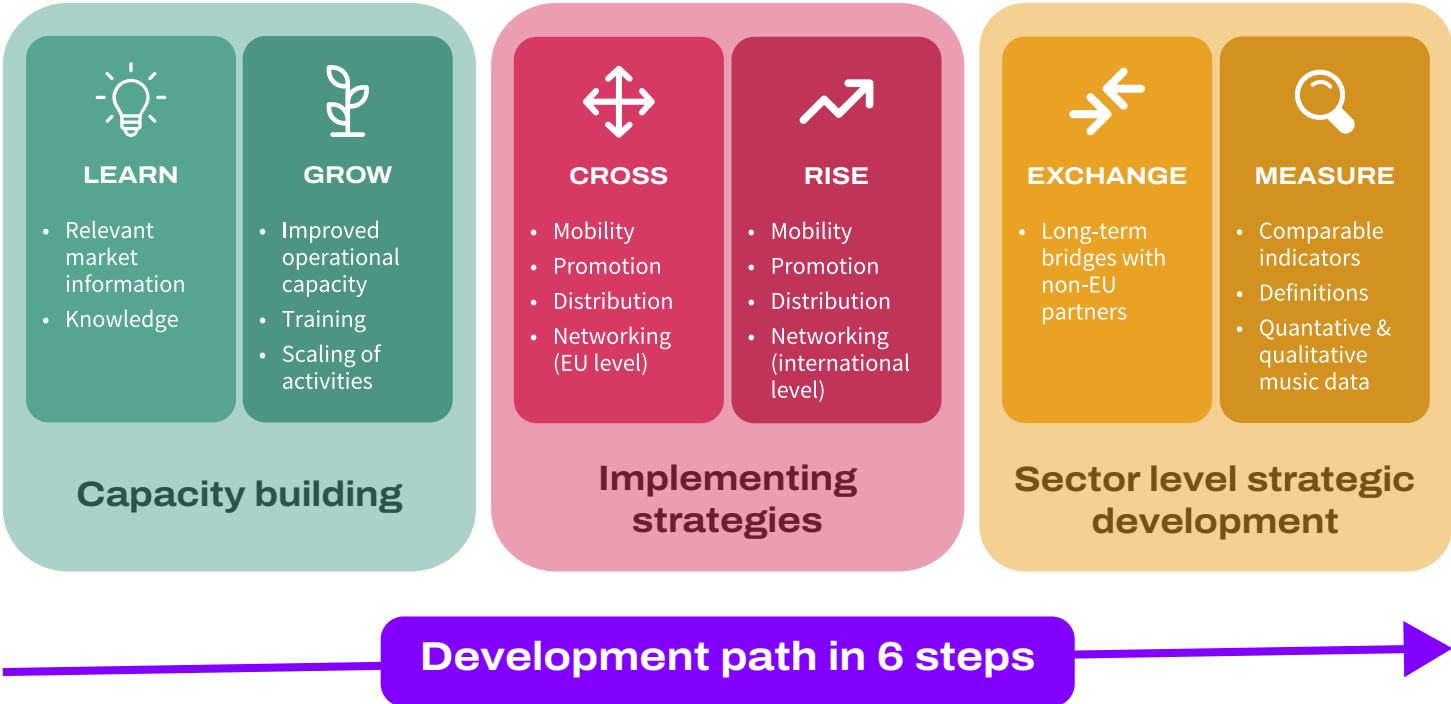 LEARN
• Relevant
market
information
• Knowledge
GROW
• Improved
operational
capacity
• Training
• Scaling of
activities
Capacity building
CROSS
• Mobility
• Promotion
• Distribution
• Networking
(EU level)
RISE
• Mobility
• Promotion
• Distribution
• Networking
(international
level)
Implementing
strategies
EXCHANGE
• Long-term
bridges with
non-EU
partners
MEASURE
• Comparable
indicators
• Definitions
• Quantative &
qualitative
music data
Sector level strategic
development
Development path in 6 steps